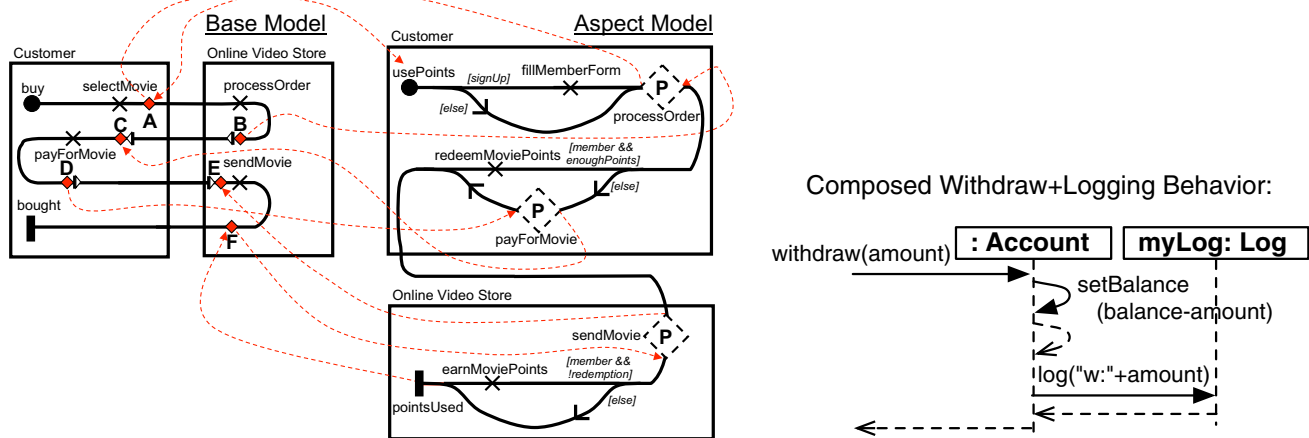 Base Model
Aspect Model
Customer
Online Video Store
buy
selectMovie
processOrder
A
C
B
payForMovie
D
E
sendMovie
bought
F
Customer
usePoints
[signUp]
fillMemberForm
P
[else]
processOrder
redeemMoviePoints
[member &&
enoughPoints]
[else]
P
payForMovie
Online Video Store
sendMovie
P
earnMoviePoints
[member &&
!redemption]
[else]
pointsUsed
Composed Withdraw+Logging Behavior:
withdraw(amount)
: Account
myLog: Log
setBalance
(balance-amount)
log("w:"+amount)